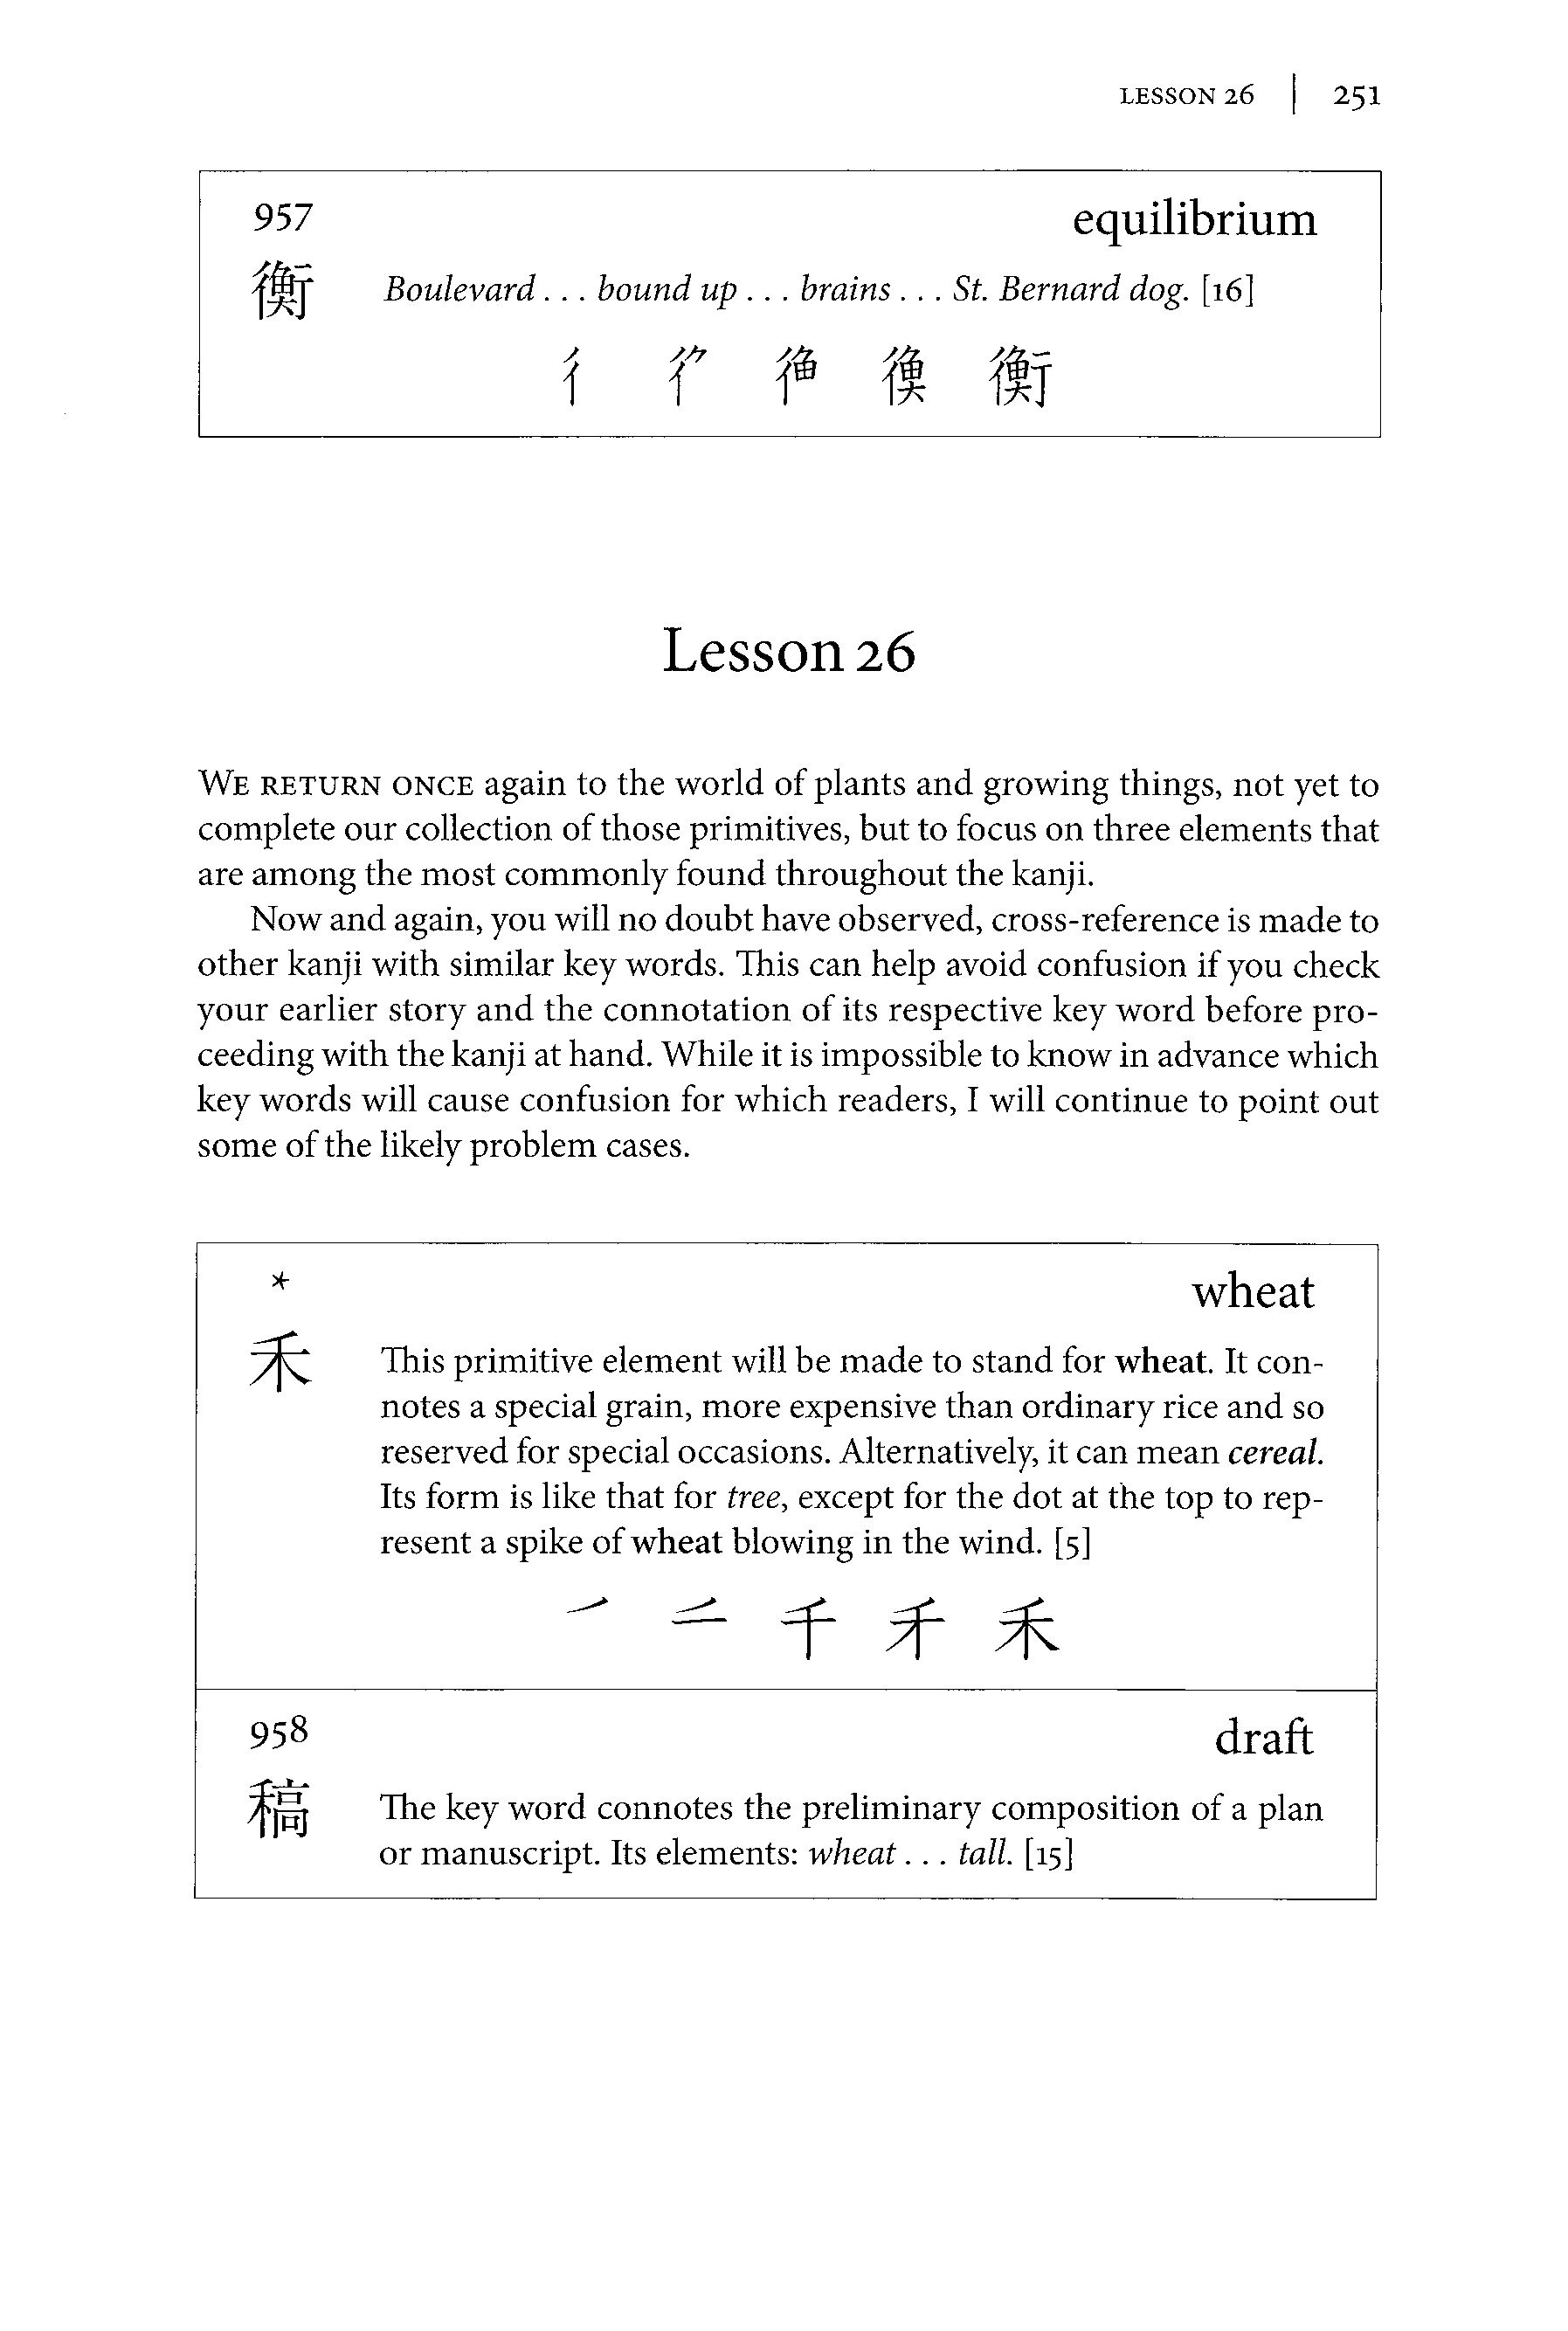 LESSON 26 | 251
957 equilibrium
衡 Boulevard . . . bound up . . . brains . . . St. Bernard dog. [16]
彳 衡
Lesson 26
WE RETURN ONCE again to the world of plants and growing things, not yet to
complete our collection of those primitives, but to focus on three elements that
are among the most commonly found throughout the kanji.
Now and again, you will no doubt have observed, cross-reference is made to
other kanji with similar key words. This can help avoid confusion if you check
your earlier story and the connotation of its respective key word before pro-
ceeding with the kanji at hand. While it is impossible to know in advance which
key words will cause confusion for which readers, I will continue to point out
some of the likely problem cases.
* wheat
禾 This primitive element will be made to stand for wheat. It con-
notes a special grain, more expensive than ordinary rice and so
reserved for special occasions. Alternatively, it can mean cereal.
Its form is like that for tree, except for the dot at the top to rep-
resent a spike of wheat blowing in the wind. [5]
㇒ 千 禾
958 draft
稿 The key word connotes the preliminary composition of a plan
or manuscript. Its elements: wheat . . . tall. [15]